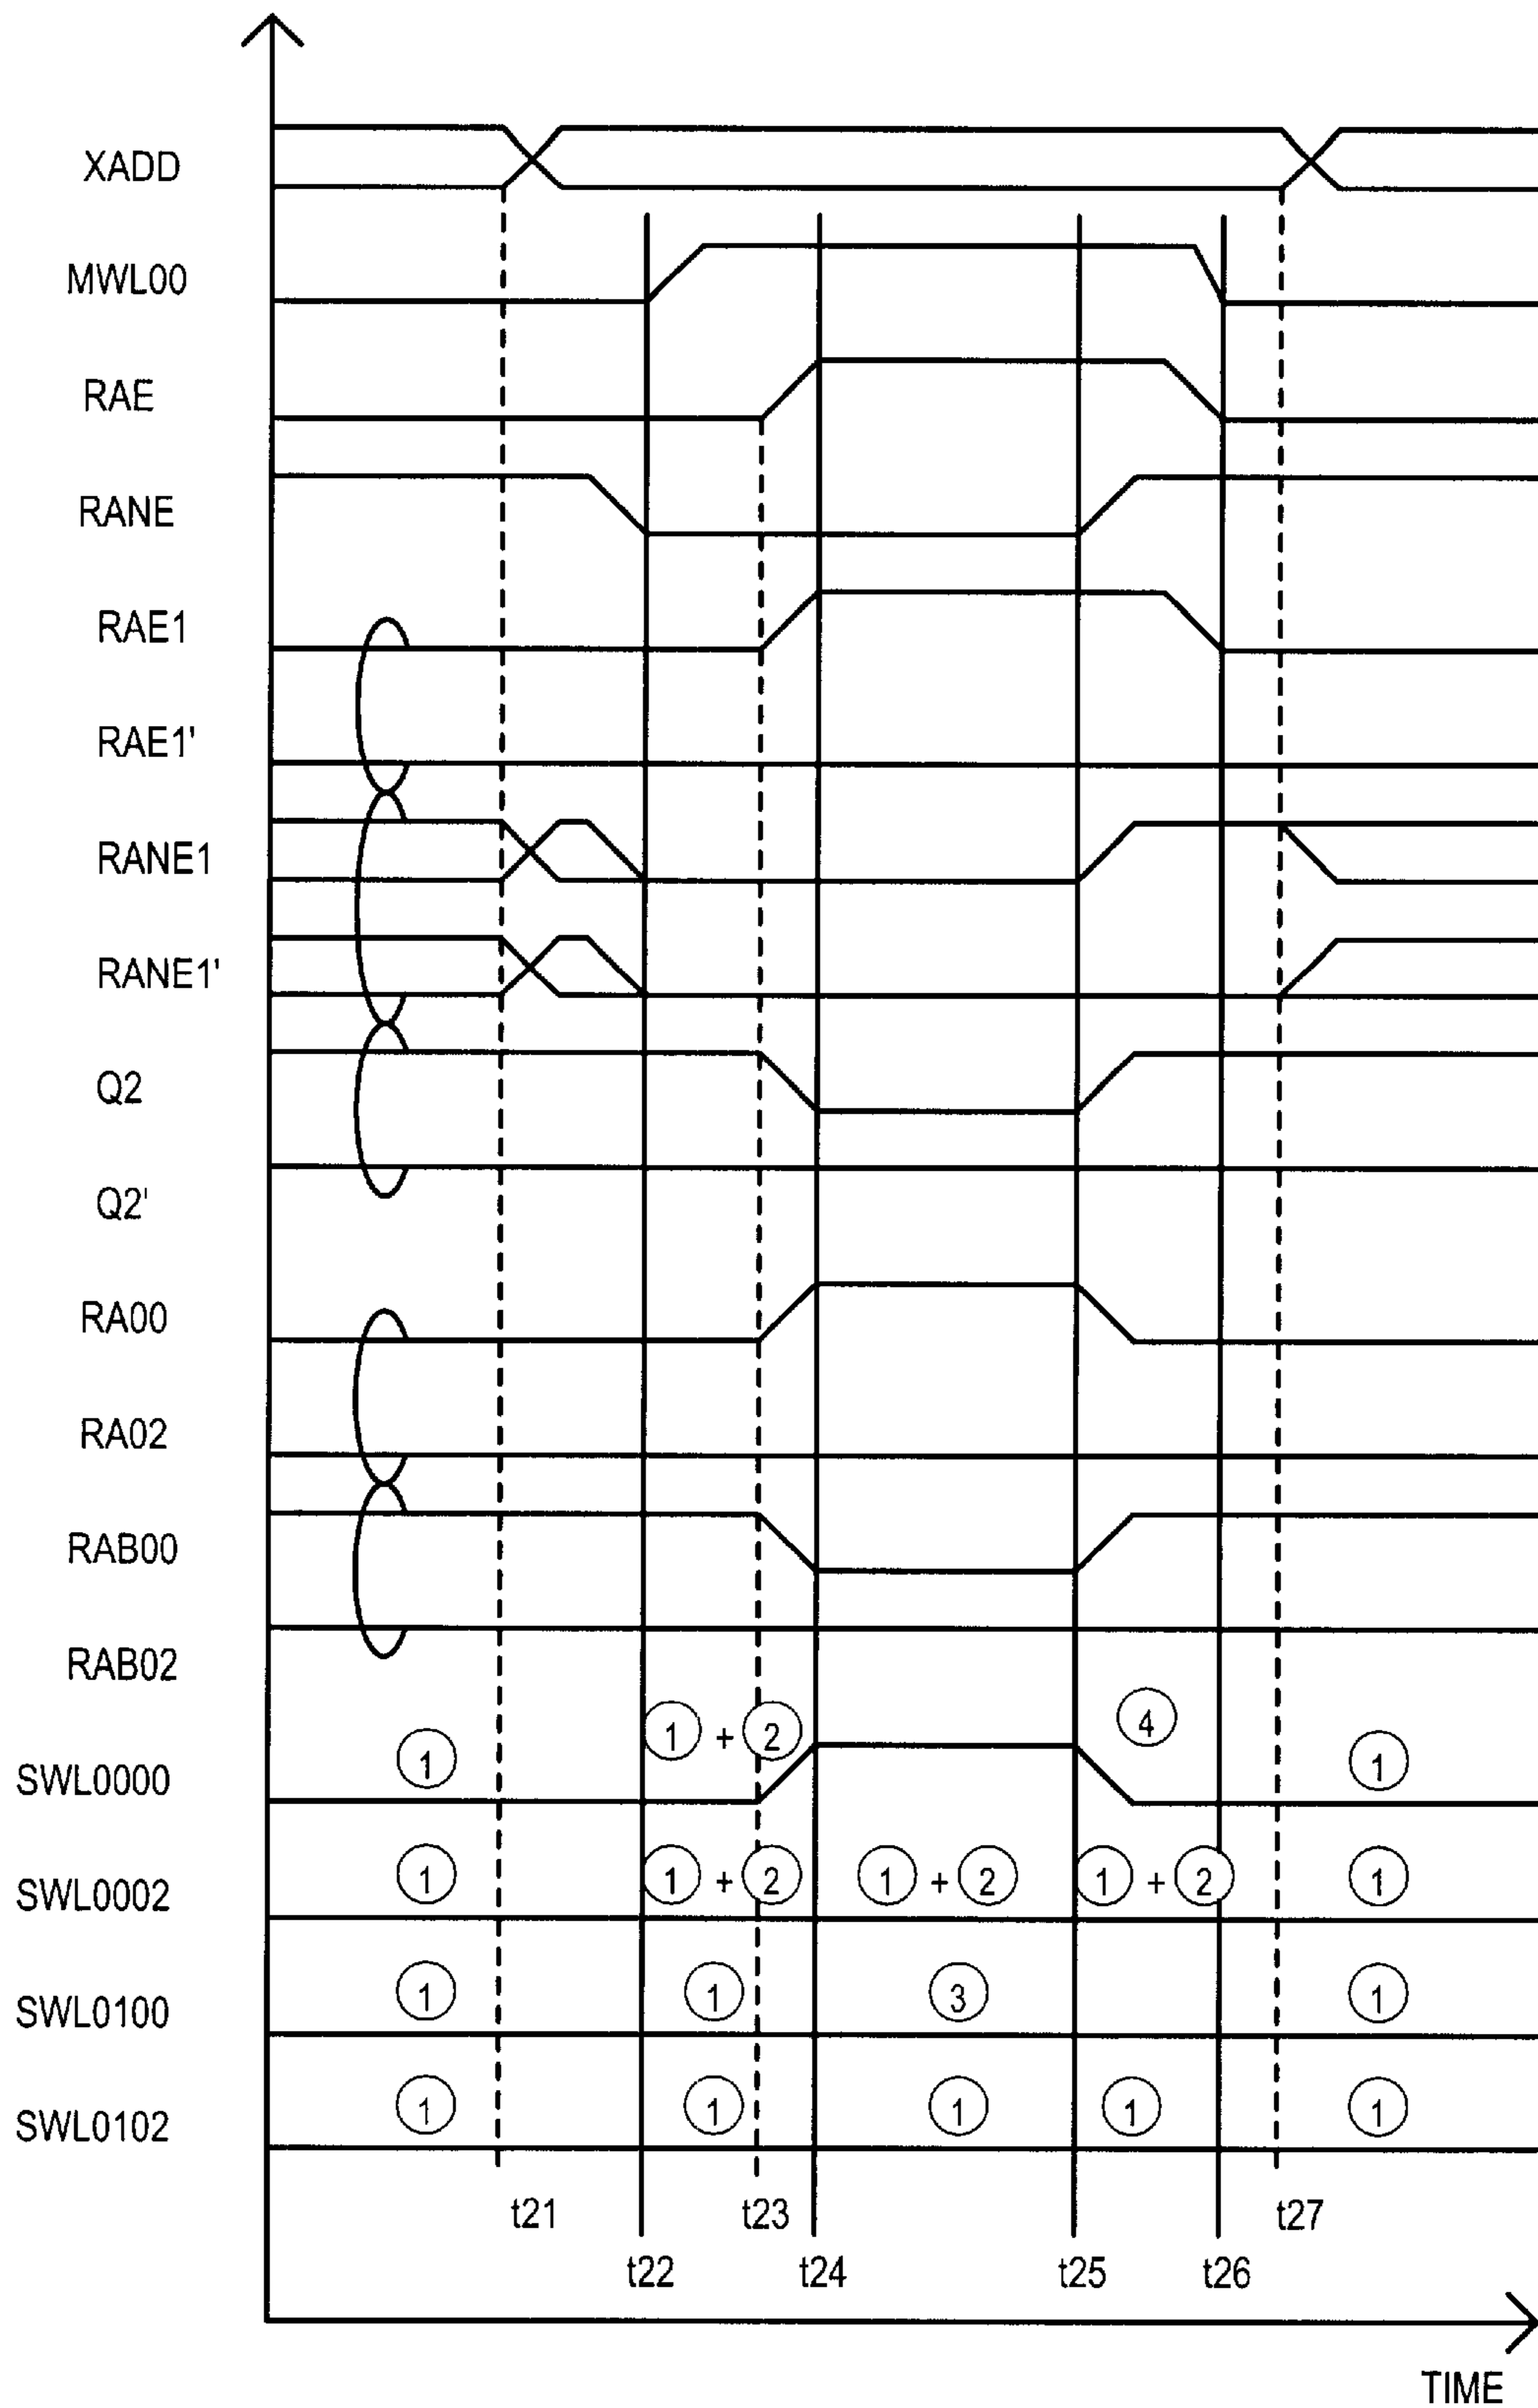 XADD
MWL00
RAE
RANE
RAE1
RAE1'
RANE1
RANE1'
Q2
Q2'
RA00
RA02
RAB00
RAB02
SWL0000 1 1 + 2 4 1
SWL0002 1 1 + 2 1 + 2 1 + 2 1
SWL0100 1 1 3 1
SWL0102 1 1 1 1 1
t21 t23 t27
t22 t24 t25 t26
TIME